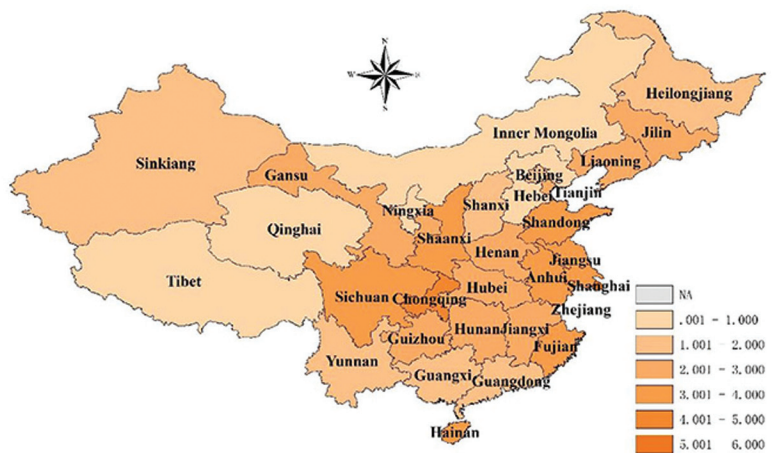 N
W
S
Heilongjiang
Inner Mongolia
Jilin
Sinkiang
Gansu
Liaoning
Beijing
Tianjin
Hebei
Ningxia
Shanxi
Shandong
Qinghai
Shaanxi
Henan
Jiangsu
Tibet
Anhui
Shanghai
Sichuan
Chongqing
Hubei
Zhejiang
Hunan
Jiangxi
Guizhou
Fujian
Yunnan
Guangxi
Guangdong
Hainan
NA
.001 - 1.000
1.001 - 2.000
2.001 - 3.000
3.001 - 4.000
4.001 - 5.000
5.001 6.000